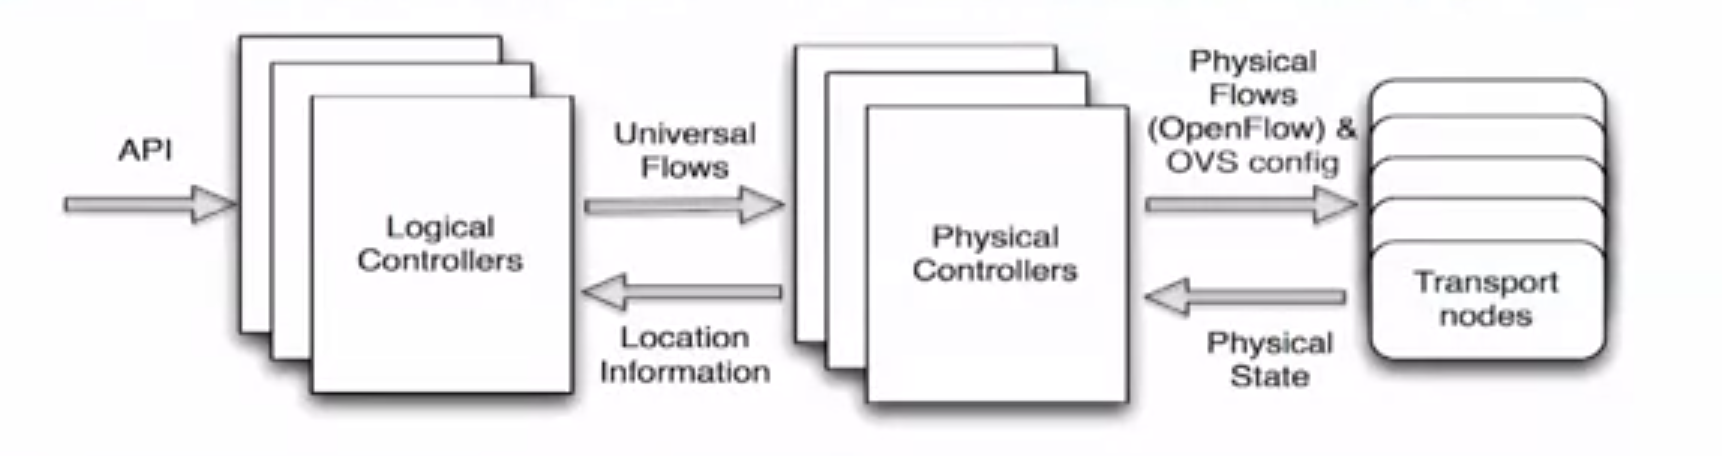 API
Logical
Controllers
Universal
Flows
Location
Information
Physical
Controllers
Physical
Flows
(OpenFlow) &
OVS config
Physical
State
Transport
nodes